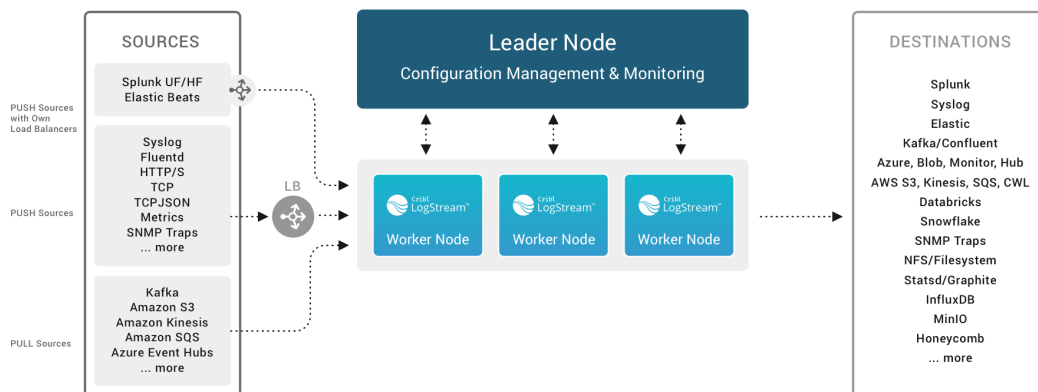 SOURCES
PUSH Sources
with Own
Load Balancers
Splunk UF/HF
Elastic Beats
PUSH Sources
Syslog
Fluentd
HTTP/S
TCP
TCPJSON
Metrics
SNMP Traps
... more
PULL Sources
Kafka
Amazon S3
Amazon Kinesis
Amazon SQS
Azure Event Hubs
... more
LB
Leader Node
Configuration Management & Monitoring
Cribl
LogStream™
Worker Node
Cribl
LogStream™
Worker Node
Cribl
LogStream™
Worker Node
DESTINATIONS
Splunk
Syslog
Elastic
Kafka/Confluent
Azure, Blob, Monitor, Hub
AWS S3, Kinesis, SQS, CWL
Databricks
Snowflake
SNMP Traps
NFS/Filesystem
Statsd/Graphite
InfluxDB
MinIO
Honeycomb
... more